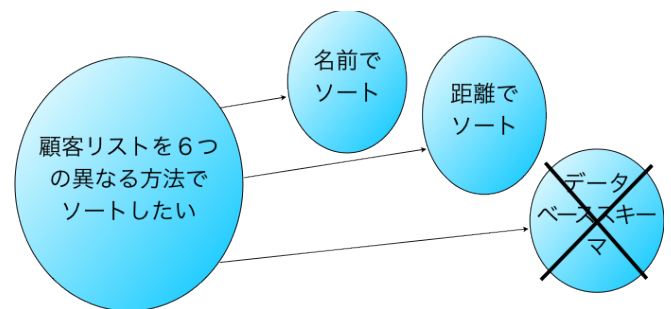 顧客リストを６つ
の異なる方法で
ソートしたい
名前で
ソート
距離で
ソート
データ
ベーススキー
マ